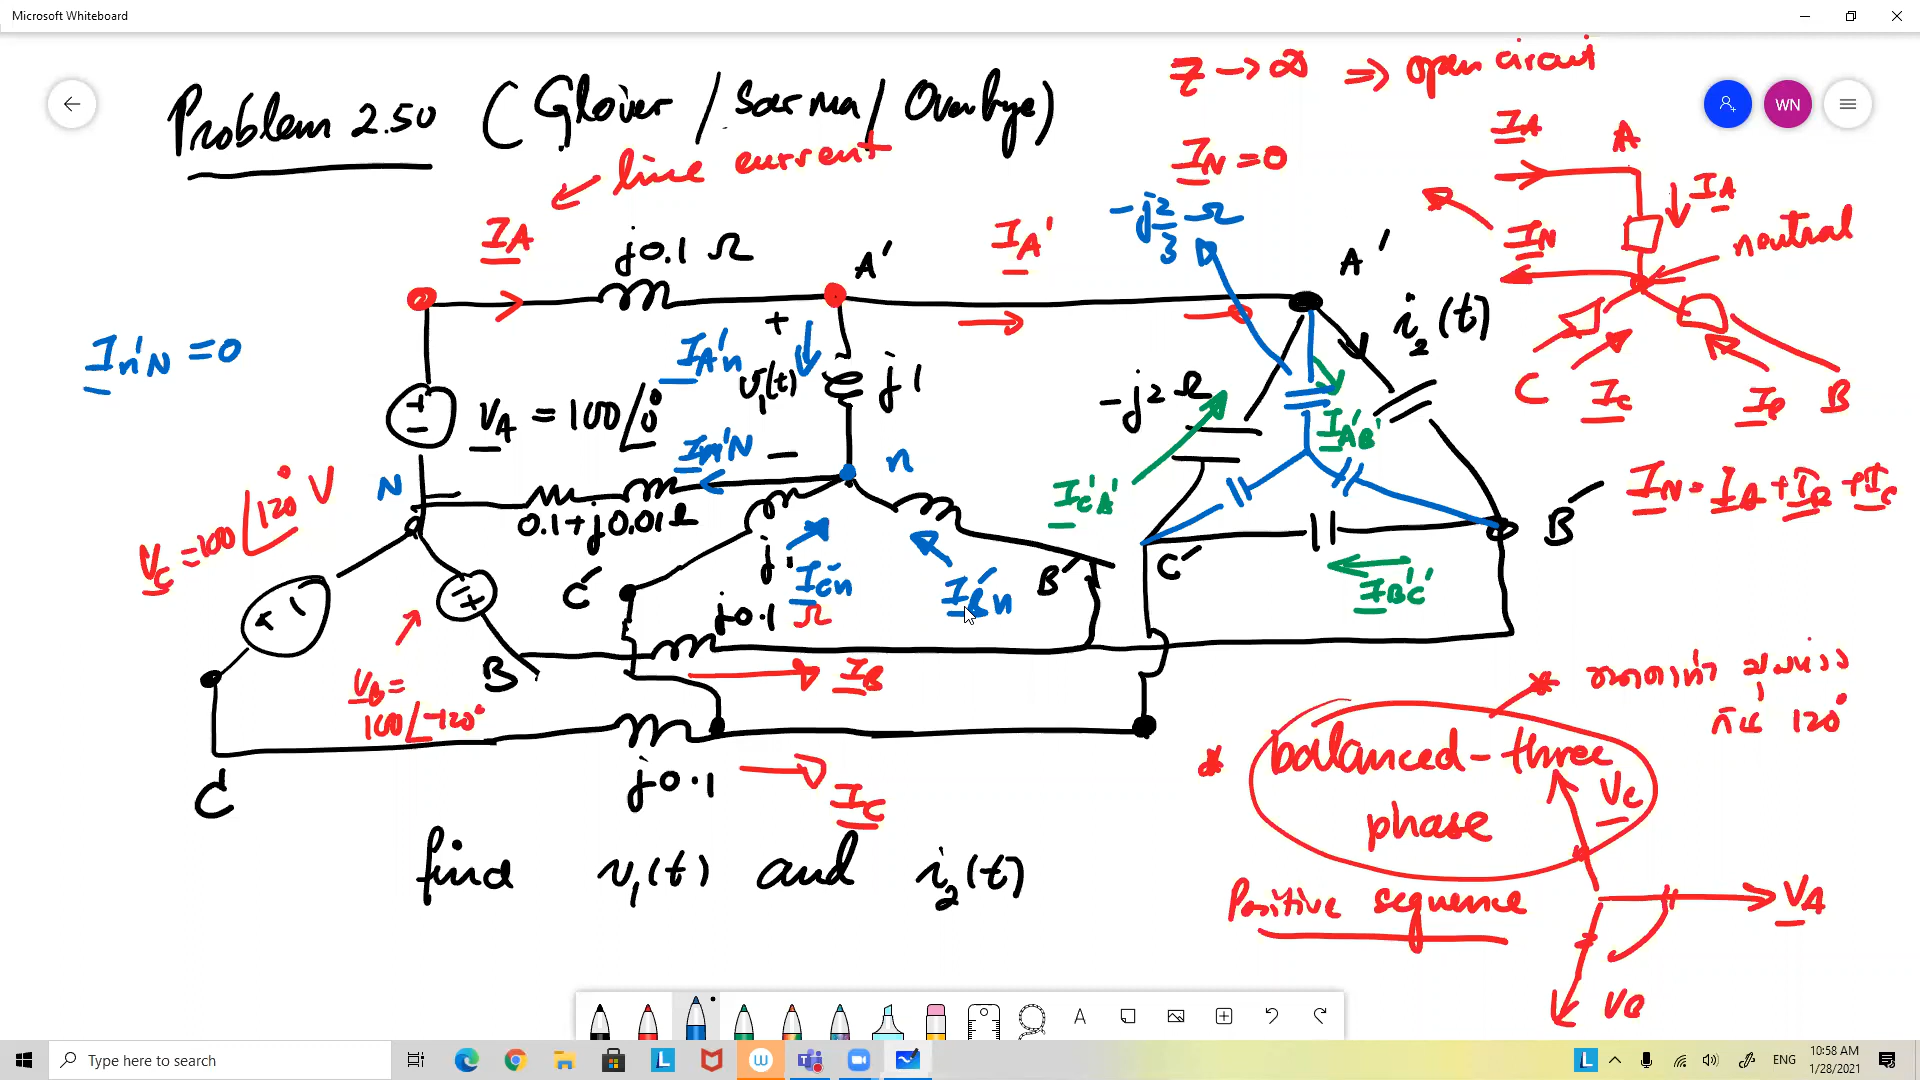 Microsoft Whiteboard
Problem 2.50 (Glover / Sarma / Overbye)
Z → ∞ ⇒ open circuit
WN
line current
I_N = 0
I_A
A
I_A
I_N
neutral
C
I_C
I_B
B
I_N = I_A + I_B + I_C
-j2/3 Ω
I_A
j0.1 Ω
A'
I_A'
A'
i_2(t)
I_n'N = 0
I_A'n
v_1(t)
+
j1
V_A = 100∠0°
-j2 Ω
I_A'B'
I_n'N
−
n
N
0.1 + j0.01 Ω
I_C'A'
V_C = 100∠120° V
C'
j1
Ω
I_C'n
I_B'n
B'
C'
B'
I_B'C'
j0.1
B
I_B
V_B =
100∠-120°
C
j0.1
I_C
find v_1(t) and i_2(t)
* balanced-three
phase
120°
Positive sequence
V_C
V_A
V_B
Type here to search
ENG
10:58 AM
1/28/2021